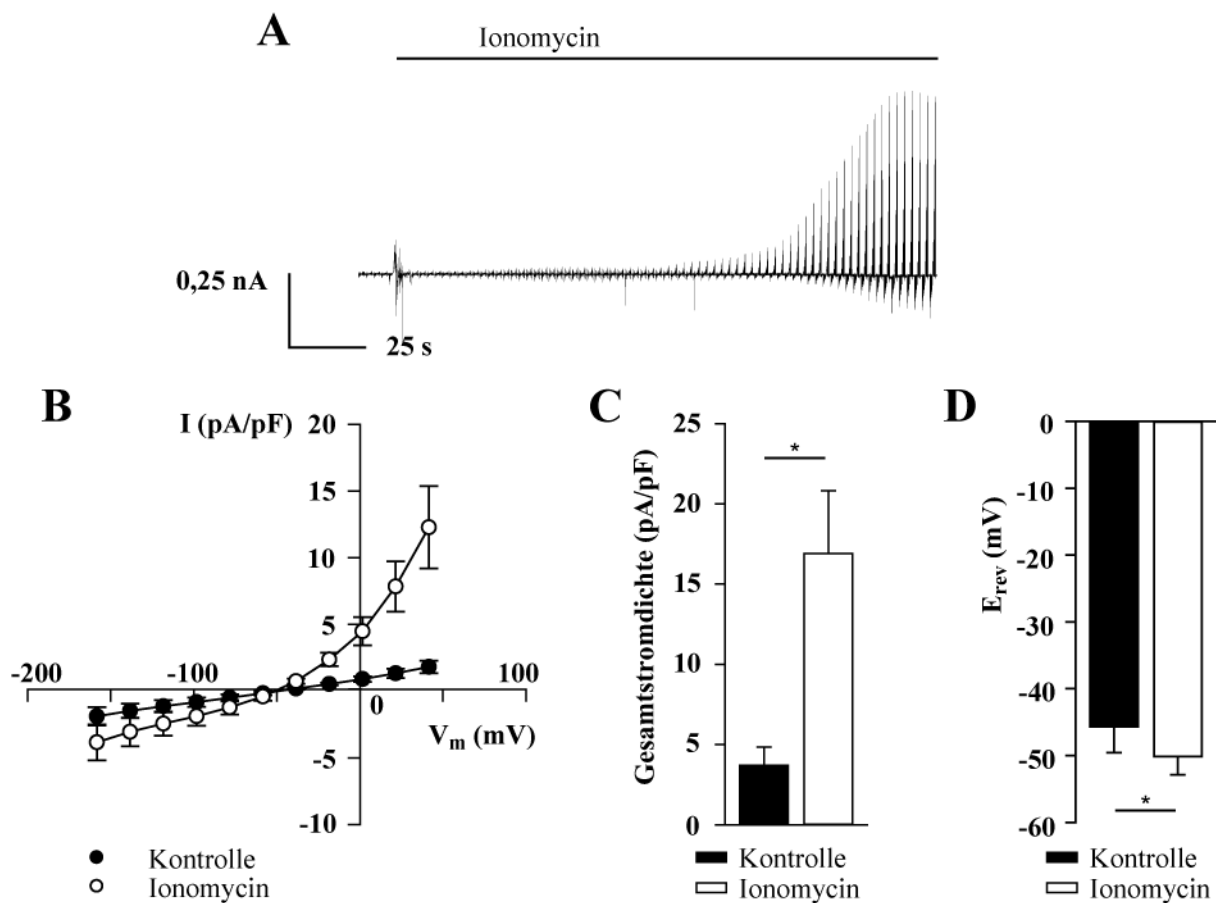 A
Ionomycin
0,25 nA
25 s
B
I (pA/pF)
20
15
10
5
-200
-100
0
100
V_m (mV)
-5
-10
Kontrolle
Ionomycin
C
Gesamtstromdichte (pA/pF)
25
20
15
10
5
0
*
Kontrolle
Ionomycin
D
E_rev (mV)
0
-10
-20
-30
-40
-50
-60
*
Kontrolle
Ionomycin